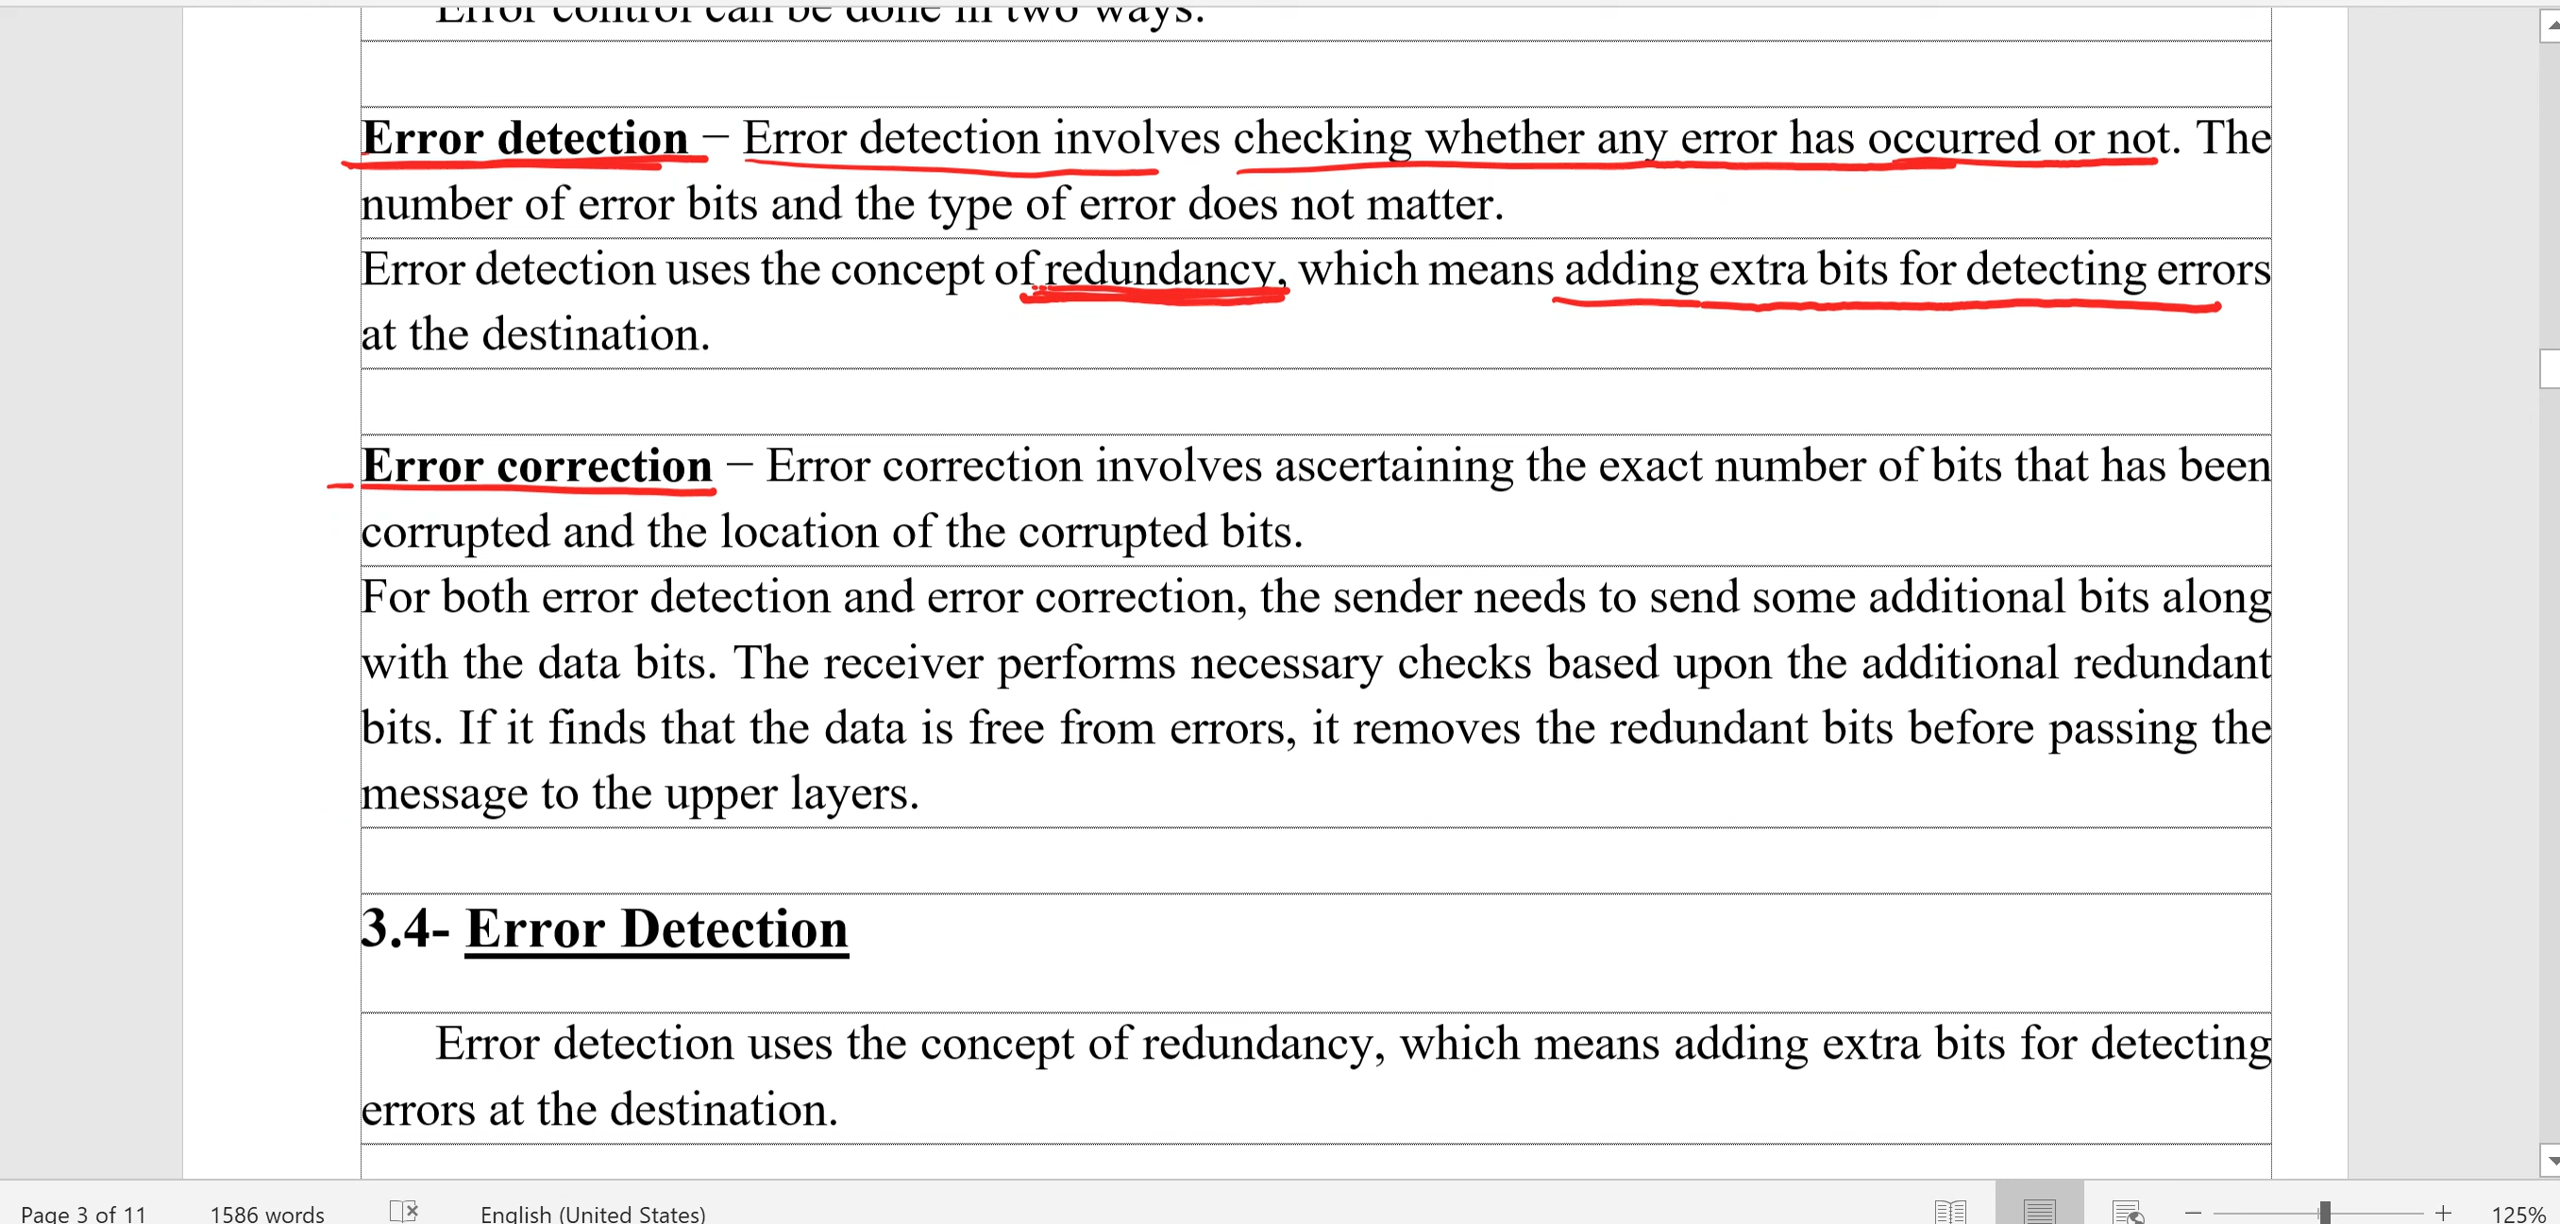 Error control can be done in two ways.
Error detection – Error detection involves checking whether any error has occurred or not. The
number of error bits and the type of error does not matter.
Error detection uses the concept of redundancy, which means adding extra bits for detecting errors
at the destination.
Error correction – Error correction involves ascertaining the exact number of bits that has been
corrupted and the location of the corrupted bits.
For both error detection and error correction, the sender needs to send some additional bits along
with the data bits. The receiver performs necessary checks based upon the additional redundant
bits. If it finds that the data is free from errors, it removes the redundant bits before passing the
message to the upper layers.
3.4- Error Detection
Error detection uses the concept of redundancy, which means adding extra bits for detecting
errors at the destination.
Page 3 of 11 1586 words English (United States) 125%